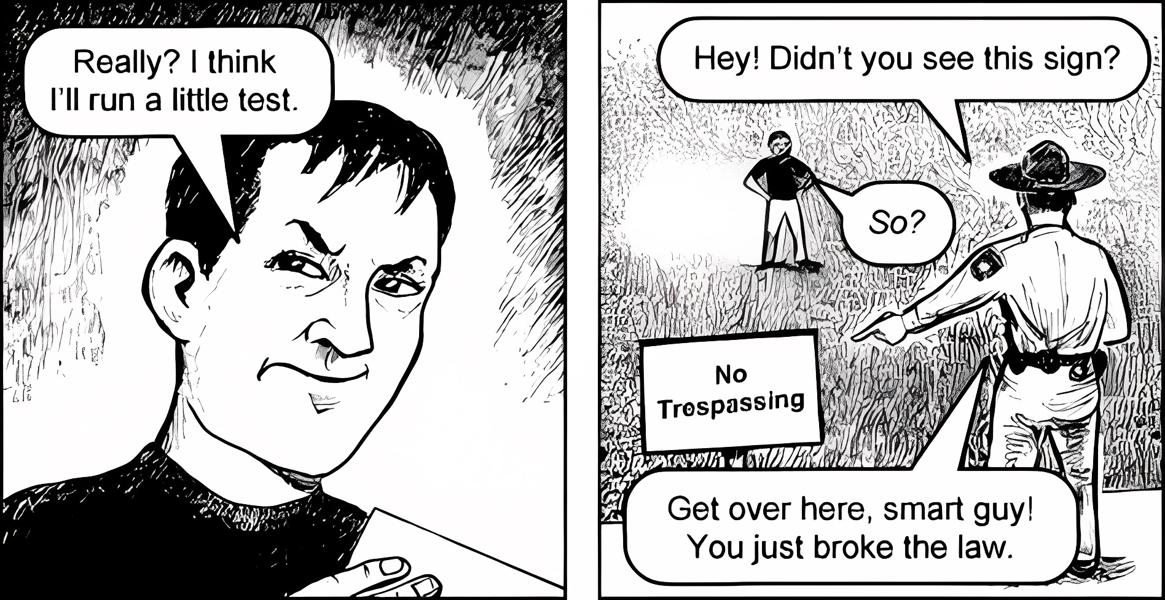 Really? I think
I'll run a little test.
Hey! Didn't you see this sign?
So?
No
Trespassing
Get over here, smart guy!
You just broke the law.